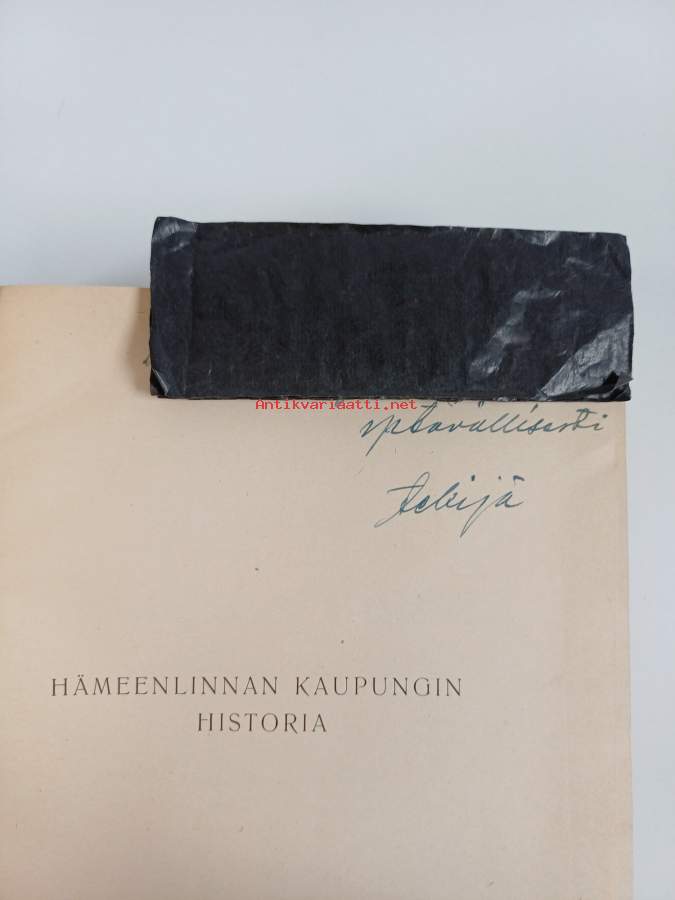 Antikvariaatti.net
ystävällisesti
tekijä
HÄMEENLINNAN KAUPUNGIN
HISTORIA